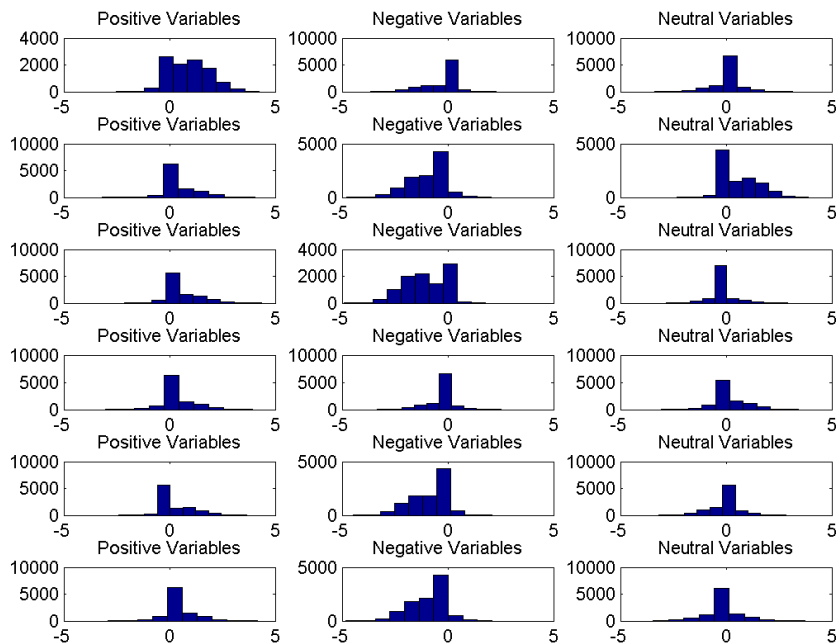 Positive Variables Negative Variables Neutral Variables
4000 10000 10000
2000 5000 5000
0 0 0
-5 0 5 -5 0 5 -5 0 5
Positive Variables Negative Variables Neutral Variables
10000 5000 5000
5000
0 0 0
-5 0 5 -5 0 5 -5 0 5
Positive Variables Negative Variables Neutral Variables
10000 4000 10000
5000 2000 5000
0 0 0
-5 0 5 -5 0 5 -5 0 5
Positive Variables Negative Variables Neutral Variables
10000 10000 10000
5000 5000 5000
0 0 0
-5 0 5 -5 0 5 -5 0 5
Positive Variables Negative Variables Neutral Variables
10000 5000 10000
5000 5000
0 0 0
-5 0 5 -5 0 5 -5 0 5
Positive Variables Negative Variables Neutral Variables
10000 5000 10000
5000 5000
0 0 0
-5 0 5 -5 0 5 -5 0 5